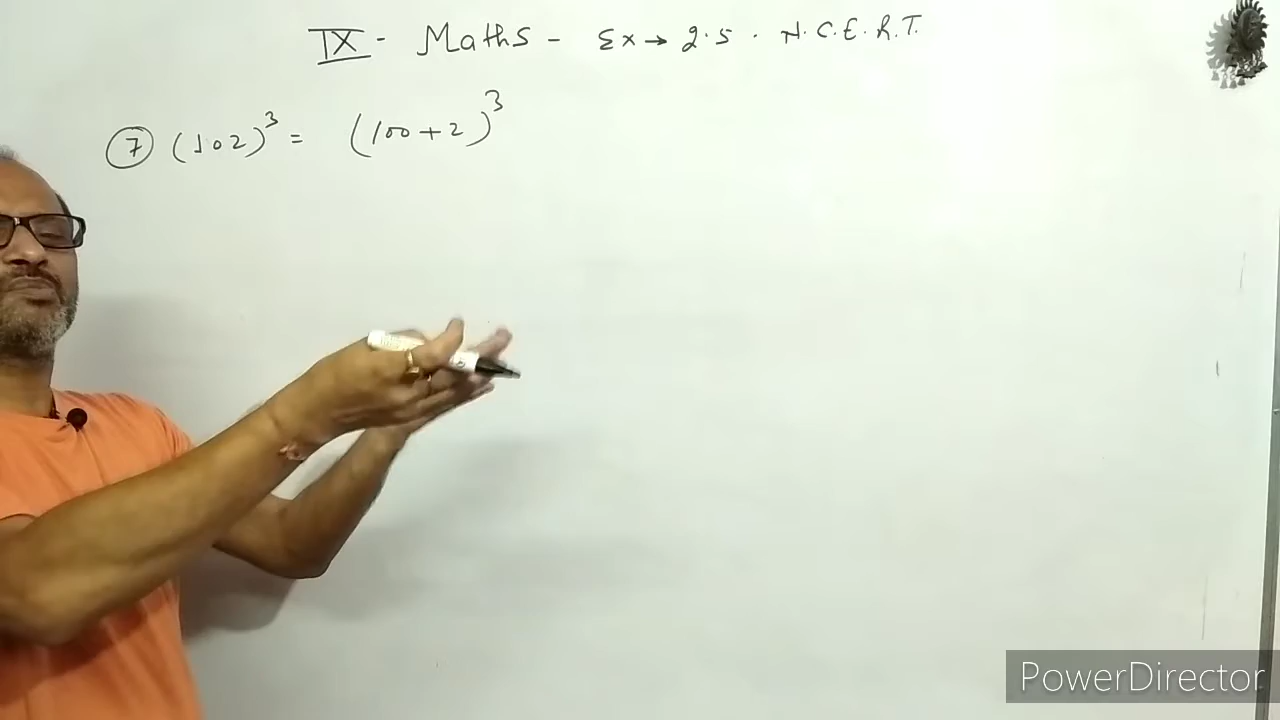 IX - Maths - Ex → 2.5 . N.C.E.R.T.
7 (102)³ = (100+2)³
PowerDirector